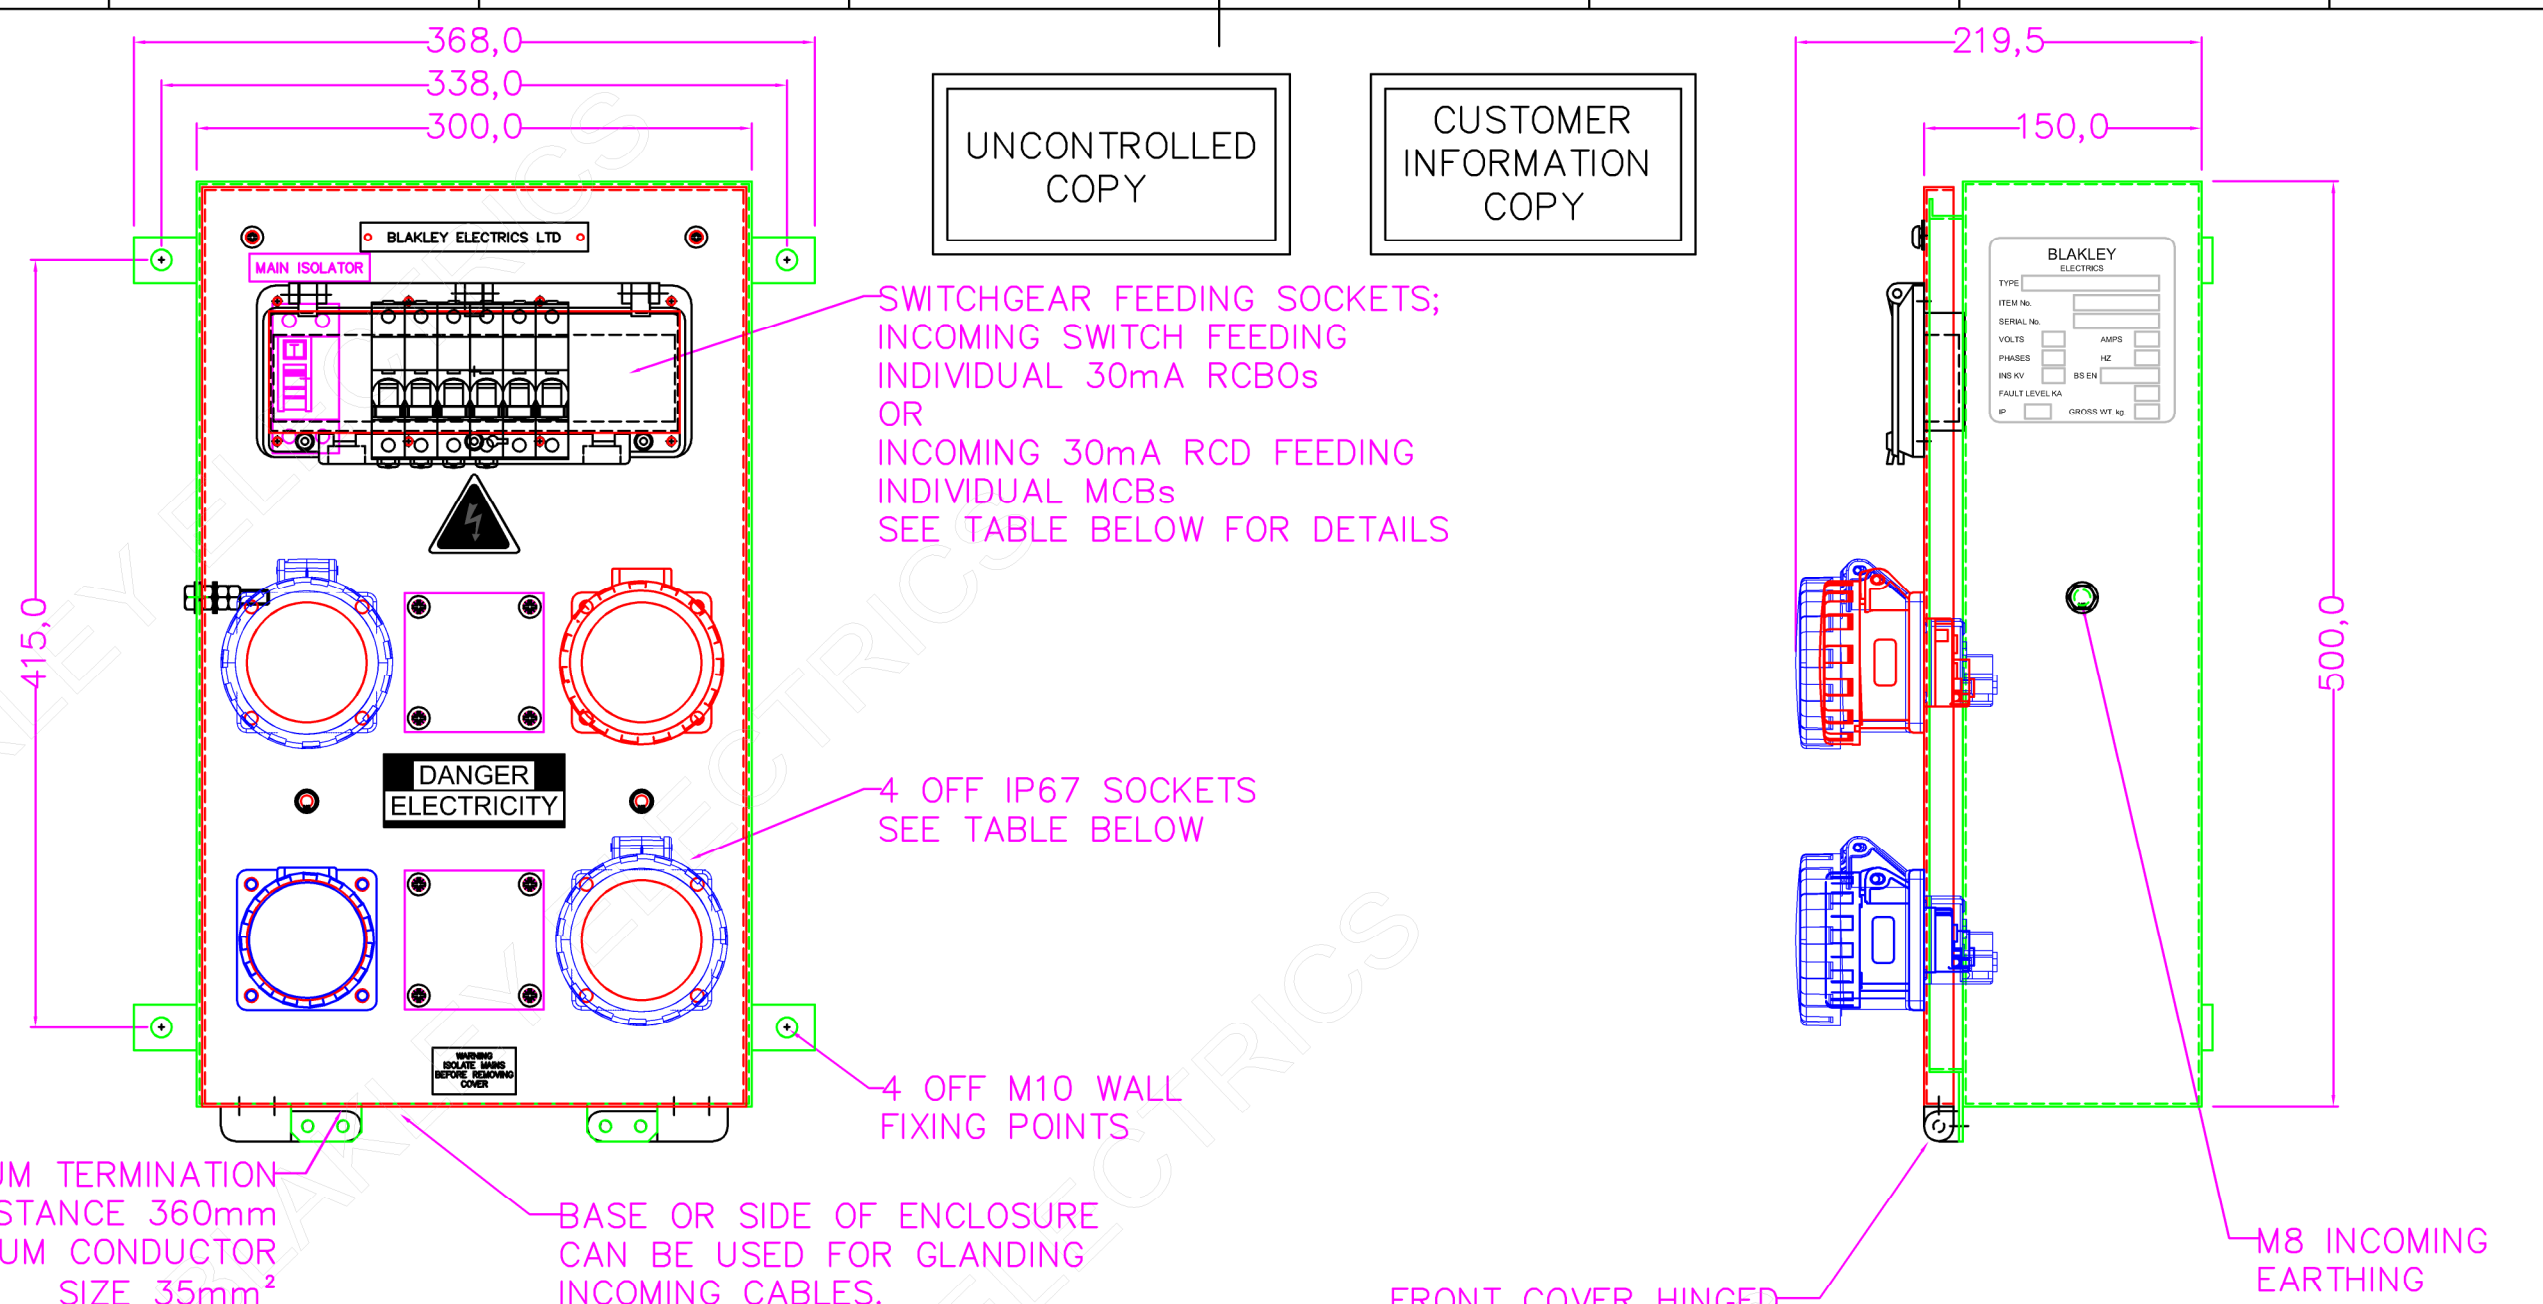 368,0
338,0
300,0
219,5
150,0
415,0
500,0
UNCONTROLLED
COPY
CUSTOMER
INFORMATION
COPY
BLAKLEY ELECTRICS LTD
MAIN ISOLATOR
SWITCHGEAR FEEDING SOCKETS;
INCOMING SWITCH FEEDING
INDIVIDUAL 30mA RCBOs
OR
INCOMING 30mA RCD FEEDING
INDIVIDUAL MCBs
SEE TABLE BELOW FOR DETAILS
BLAKLEY
ELECTRICS
TYPE
ITEM No.
SERIAL No.
VOLTS AMPS
PHASES HZ
INS KV BS EN
FAULT LEVEL KA
IP GROSS WT. kg
DANGER
ELECTRICITY
4 OFF IP67 SOCKETS
SEE TABLE BELOW
WARNING
ISOLATE MAINS
BEFORE REMOVING
COVER
4 OFF M10 WALL
FIXING POINTS
UM TERMINATION
STANCE 360mm
UM CONDUCTOR
SIZE 35mm²
BASE OR SIDE OF ENCLOSURE
CAN BE USED FOR GLANDING
INCOMING CABLES.
FRONT COVER HINGED
M8 INCOMING
EARTHING
BLAKLEY ELECTRICS
BLAKLEY ELECTRICS
ELECTRICS